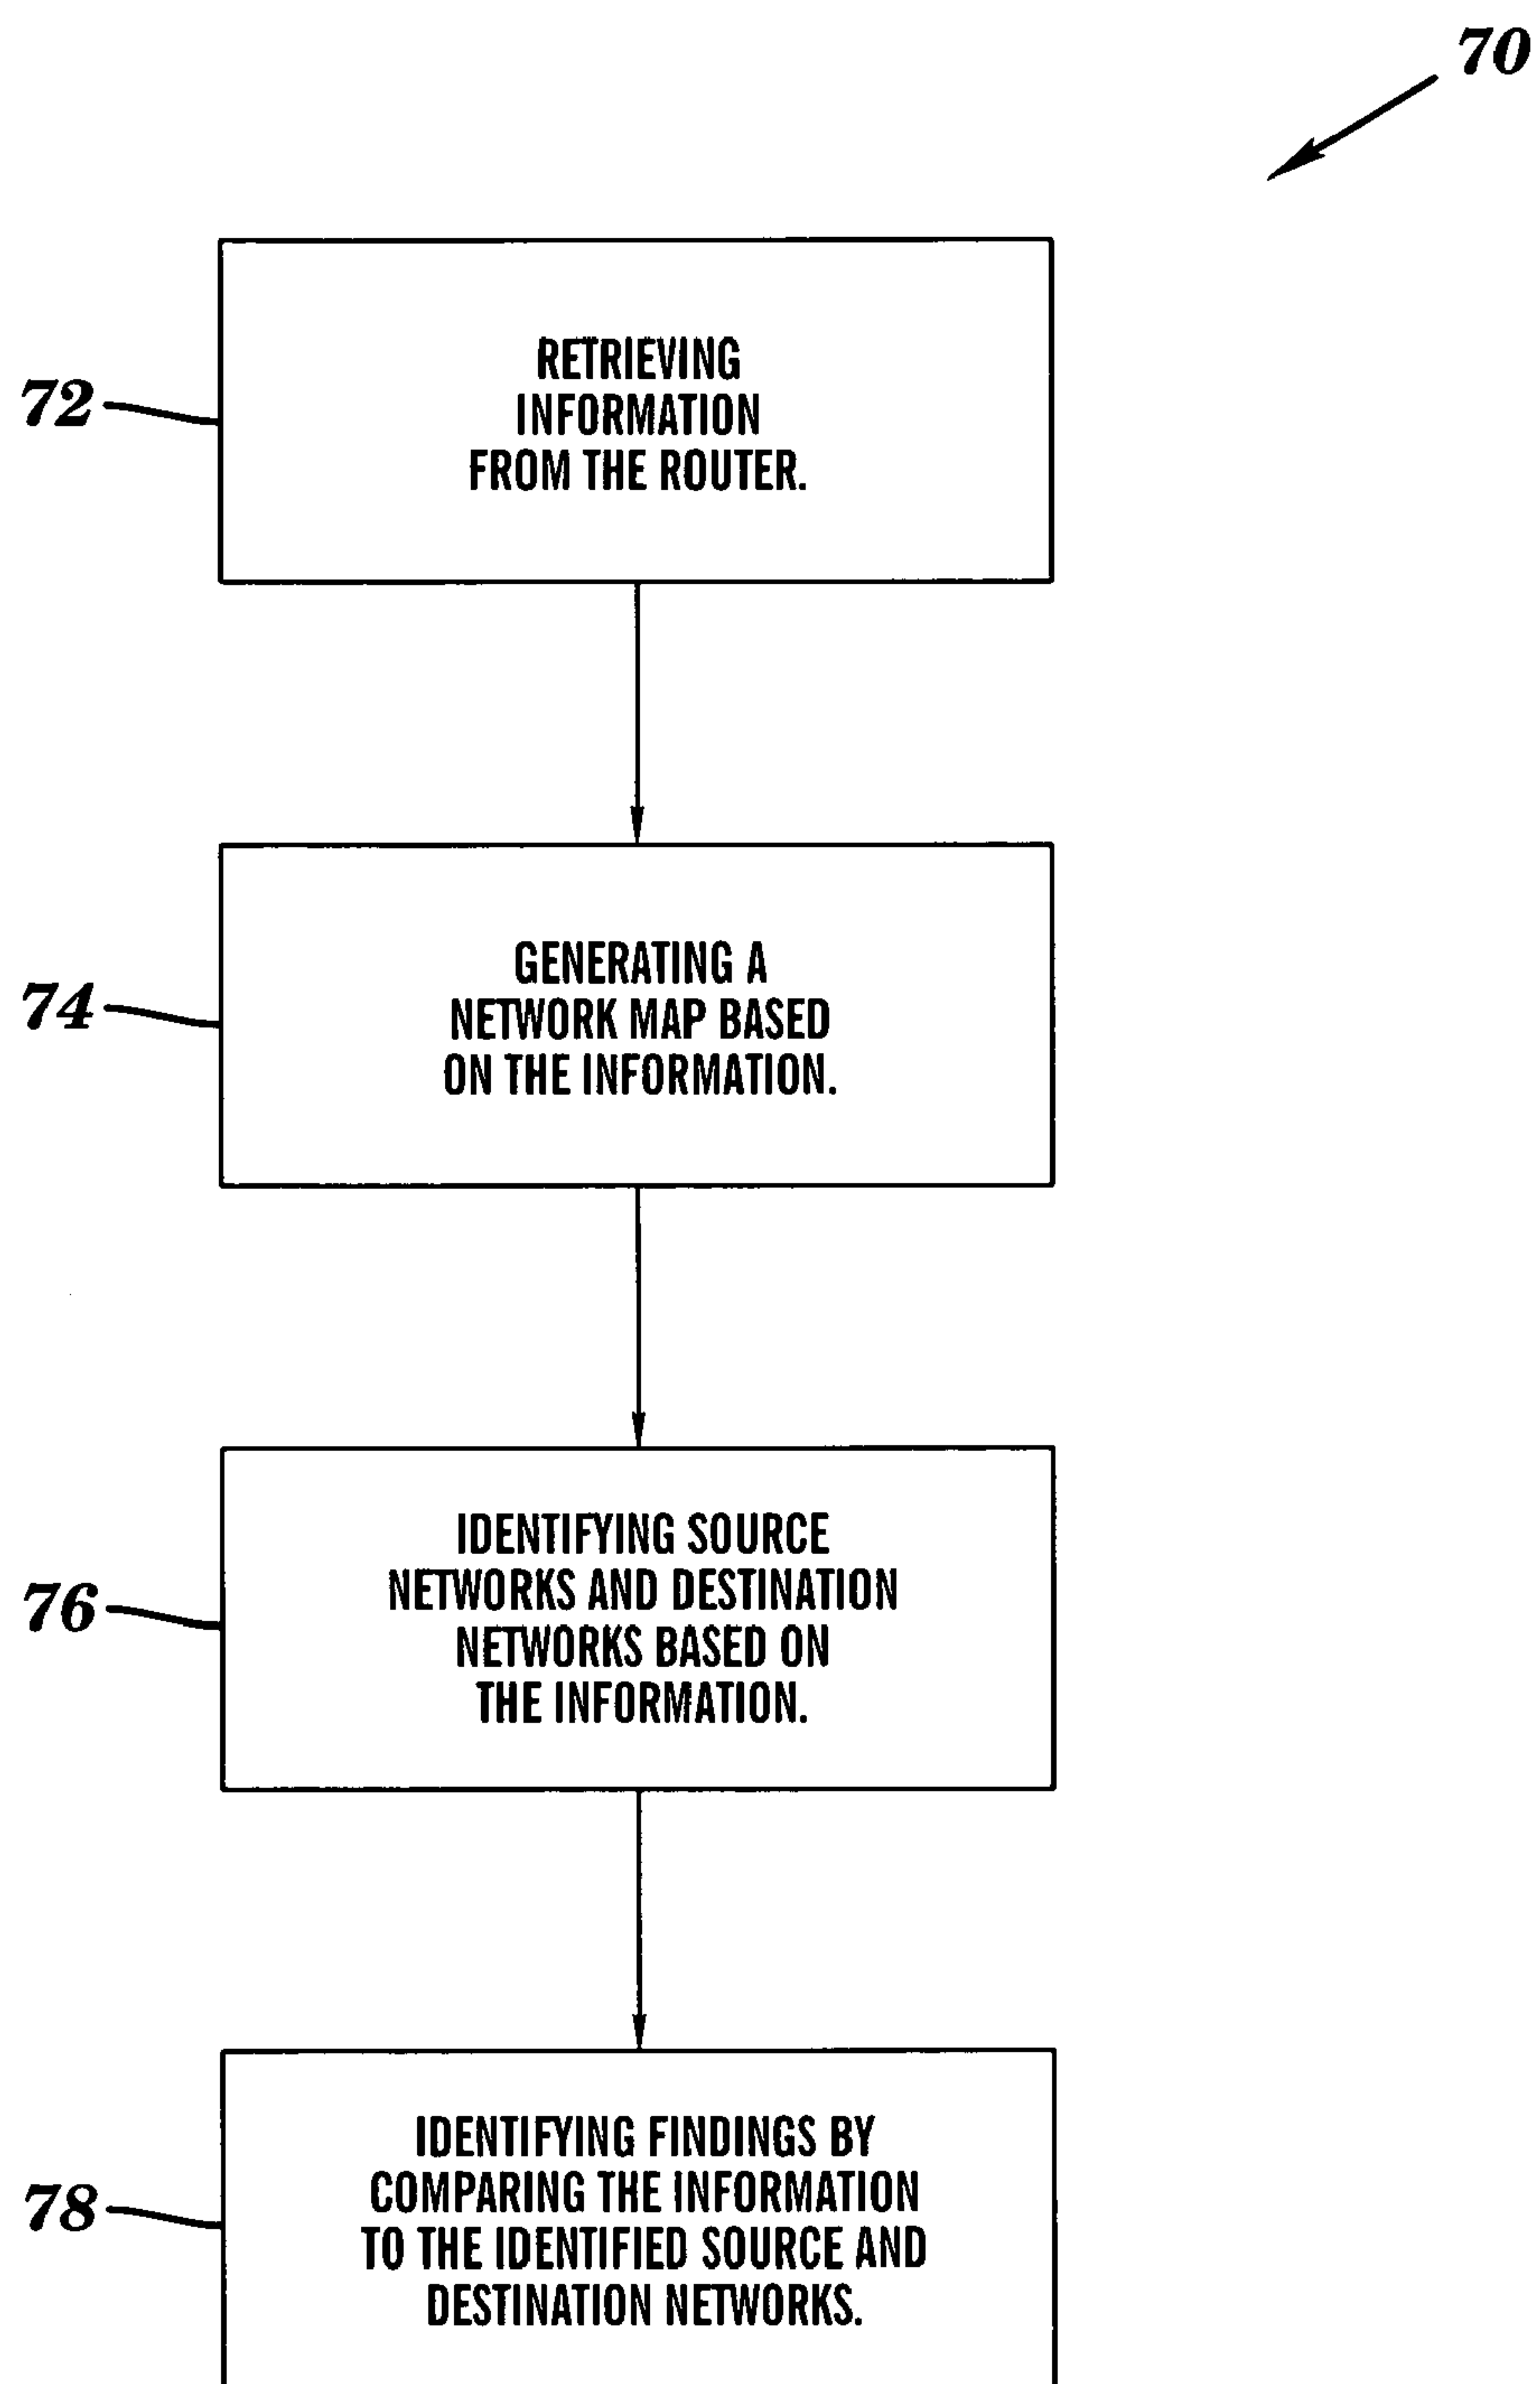 70
72
RETRIEVING
INFORMATION
FROM THE ROUTER.
74
GENERATING A
NETWORK MAP BASED
ON THE INFORMATION.
76
IDENTIFYING SOURCE
NETWORKS AND DESTINATION
NETWORKS BASED ON
THE INFORMATION.
78
IDENTIFYING FINDINGS BY
COMPARING THE INFORMATION
TO THE IDENTIFIED SOURCE AND
DESTINATION NETWORKS.